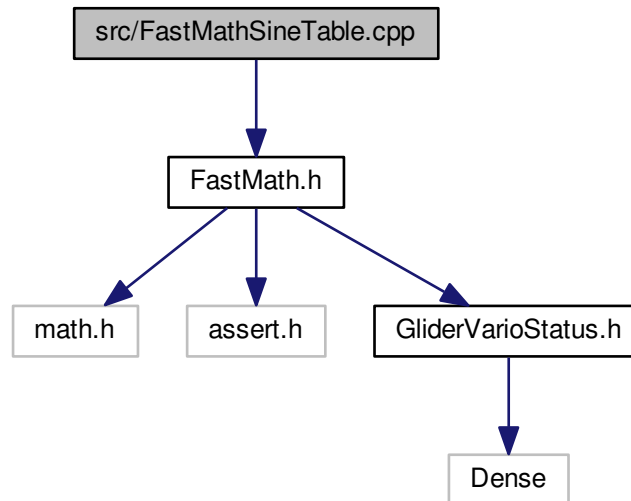 src/FastMathSineTable.cpp
FastMath.h
math.h
assert.h
GliderVarioStatus.h
Dense